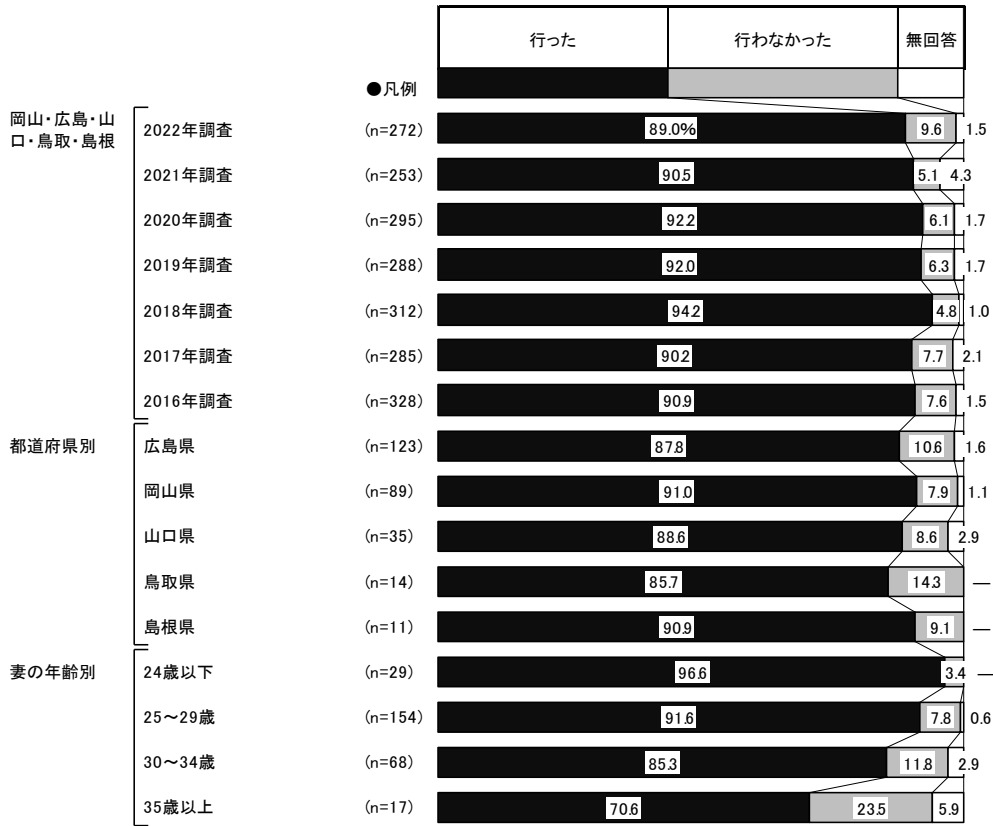 行った 行わなかった 無回答
●凡例
岡山・広島・山
口・鳥取・島根
2022年調査 (n=272) 89.0% 9.6 1.5
2021年調査 (n=253) 90.5 5.1 4.3
2020年調査 (n=295) 92.2 6.1 1.7
2019年調査 (n=288) 92.0 6.3 1.7
2018年調査 (n=312) 94.2 4.8 1.0
2017年調査 (n=285) 90.2 7.7 2.1
2016年調査 (n=328) 90.9 7.6 1.5
都道府県別 広島県 (n=123) 87.8 10.6 1.6
岡山県 (n=89) 91.0 7.9 1.1
山口県 (n=35) 88.6 8.6 2.9
鳥取県 (n=14) 85.7 14.3 —
島根県 (n=11) 90.9 9.1 —
妻の年齢別 24歳以下 (n=29) 96.6 3.4 —
25～29歳 (n=154) 91.6 7.8 0.6
30～34歳 (n=68) 85.3 11.8 2.9
35歳以上 (n=17) 70.6 23.5 5.9